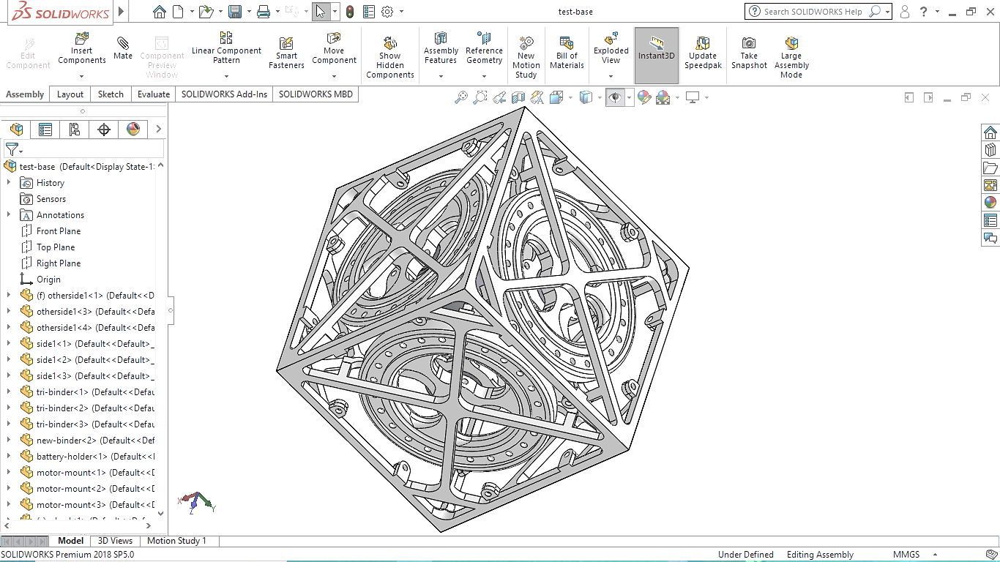 SOLIDWORKS
test-base
Search SOLIDWORKS Help
Edit Component
Insert Components
Mate
Component Preview Window
Linear Component Pattern
Smart Fasteners
Move Component
Show Hidden Components
Assembly Features
Reference Geometry
New Motion Study
Bill of Materials
Exploded View
Instant3D
Update Speedpak
Take Snapshot
Large Assembly Mode
Assembly
Layout
Sketch
Evaluate
SOLIDWORKS Add-Ins
SOLIDWORKS MBD
test-base (Default<Display State-1
History
Sensors
Annotations
Front Plane
Top Plane
Right Plane
Origin
(f) otherside1<1> (Default<<D
otherside1<3> (Default<<Defa
otherside1<4> (Default<<Defa
side1<1> (Default<<Default>_
side1<2> (Default<<Default>_
side1<3> (Default<<Default>_
tri-binder<1> (Default<<Defau
tri-binder<2> (Default<<Defau
tri-binder<3> (Default<<Defau
new-binder<2> (Default<<Def
battery-holder<1> (Default<<
motor-mount<1> (Default<<D
motor-mount<2> (Default<<D
motor-mount<3> (Default<<D
X
Y
Z
Model
3D Views
Motion Study 1
SOLIDWORKS Premium 2018 SP5.0
Under Defined
Editing Assembly
MMGS